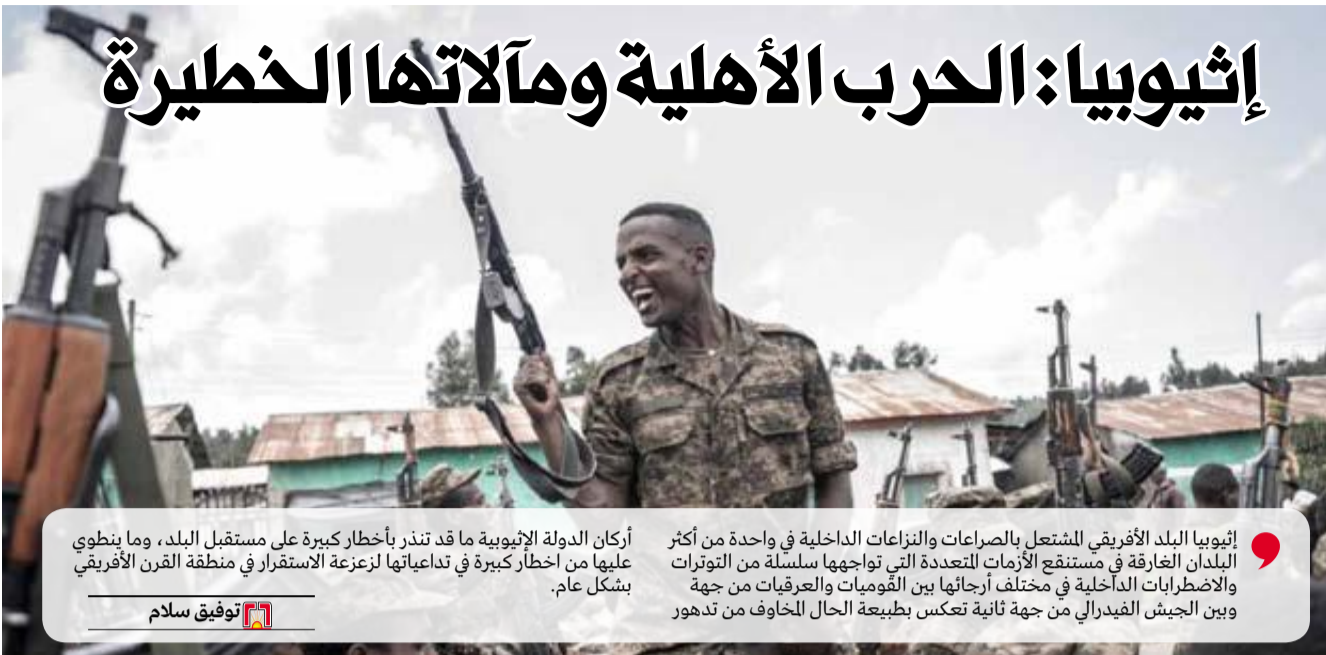 إثيوبيا: الحرب الأهلية ومآلاتها الخطيرة
إثيوبيا البلد الأفريقي المشتعل بالصراعات والنزاعات الداخلية في واحدة من أكثر
البلدان الغارقة في مستنقع الأزمات المتعددة التي تواجهها سلسلة من التوترات
والاضطرابات الداخلية في مختلف أرجائها بين القوميات والعرقيات من جهة
وبين الجيش الفيدرالي من جهة ثانية تعكس بطبيعة الحال المخاوف من تدهور
أركان الدولة الإثيوبية ما قد تنذر بأخطار كبيرة على مستقبل البلد، وما ينطوي
عليها من اخطار كبيرة في تداعياتها لزعزعة الاستقرار في منطقة القرن الأفريقي
بشكل عام.
توفيق سلام